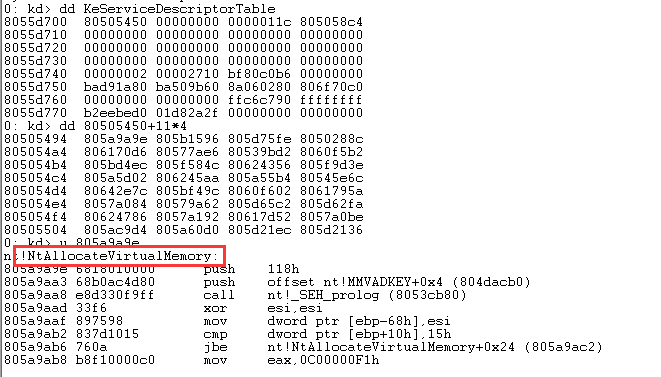 0: kd> dd KeServiceDescriptorTable
8055d700  80505450 00000000 0000011c 805058c4
8055d710  00000000 00000000 00000000 00000000
8055d720  00000000 00000000 00000000 00000000
8055d730  00000000 00000000 00000000 00000000
8055d740  00000002 00002710 bf80c0b6 00000000
8055d750  bad91a80 ba509b60 8a060280 806f70c0
8055d760  00000000 00000000 ffc6c790 ffffffff
8055d770  b2eebed0 01d82a2f 00000000 00000000
0: kd> dd 80505450+11*4
80505494  805a9a9e 805b1596 805d75fe 8050288c
805054a4  806170d6 80577ae6 80539bd2 8060f5b2
805054b4  805bd4ec 805f584c 80624356 805f9d3e
805054c4  805a5d02 806245aa 805a55b4 80545e6c
805054d4  80642e7c 805bf49c 8060f602 8061795a
805054e4  8057a084 80579a62 805d65c2 805d62fa
805054f4  80624786 8057a192 80617d52 8057a0be
80505504  805ac9d4 805a60d0 805d21ec 805d2136
0: kd> u 805a9a9e
nt!NtAllocateVirtualMemory:
805a9a9e 6818010000      push    118h
805a9aa3 68b0ac4d80      push    offset nt!MMVADKEY+0x4 (804dacb0)
805a9aa8 e8d330f9ff      call    nt!_SEH_prolog (8053cb80)
805a9aad 33f6            xor     esi,esi
805a9aaf 897598          mov     dword ptr [ebp-68h],esi
805a9ab2 837d1015        cmp     dword ptr [ebp+10h],15h
805a9ab6 760a            jbe     nt!NtAllocateVirtualMemory+0x24 (805a9ac2)
805a9ab8 b8f10000c0      mov     eax,0C00000F1h